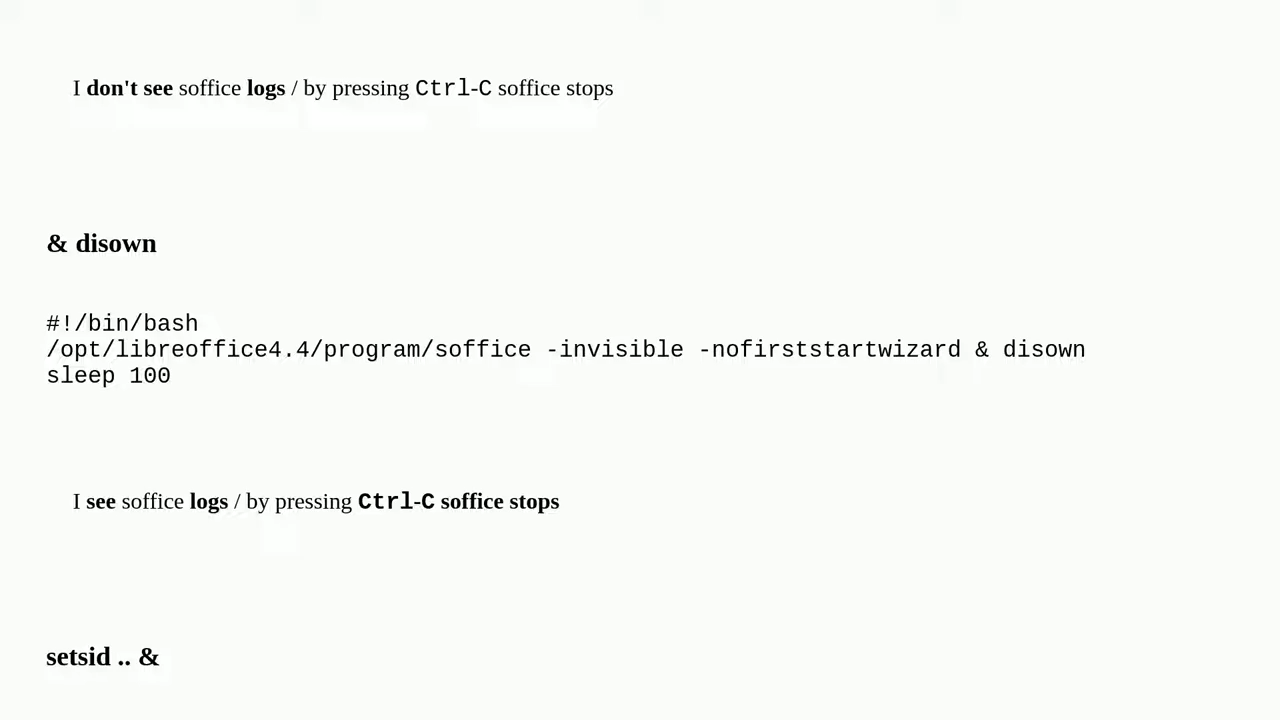 I don't see soffice logs / by pressing Ctrl-C soffice stops
& disown
#!/bin/bash
/opt/libreoffice4.4/program/soffice -invisible -nofirststartwizard & disown
sleep 100
I see soffice logs / by pressing Ctrl-C soffice stops
setsid .. &